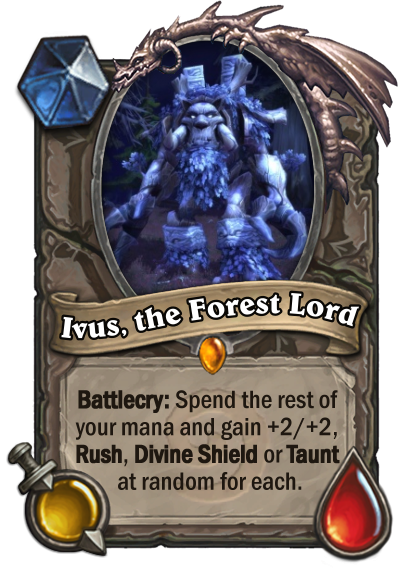 Ivus, the Forest Lord
Battlecry: Spend the rest of
your mana and gain +2/+2,
Rush, Divine Shield or Taunt
at random for each.